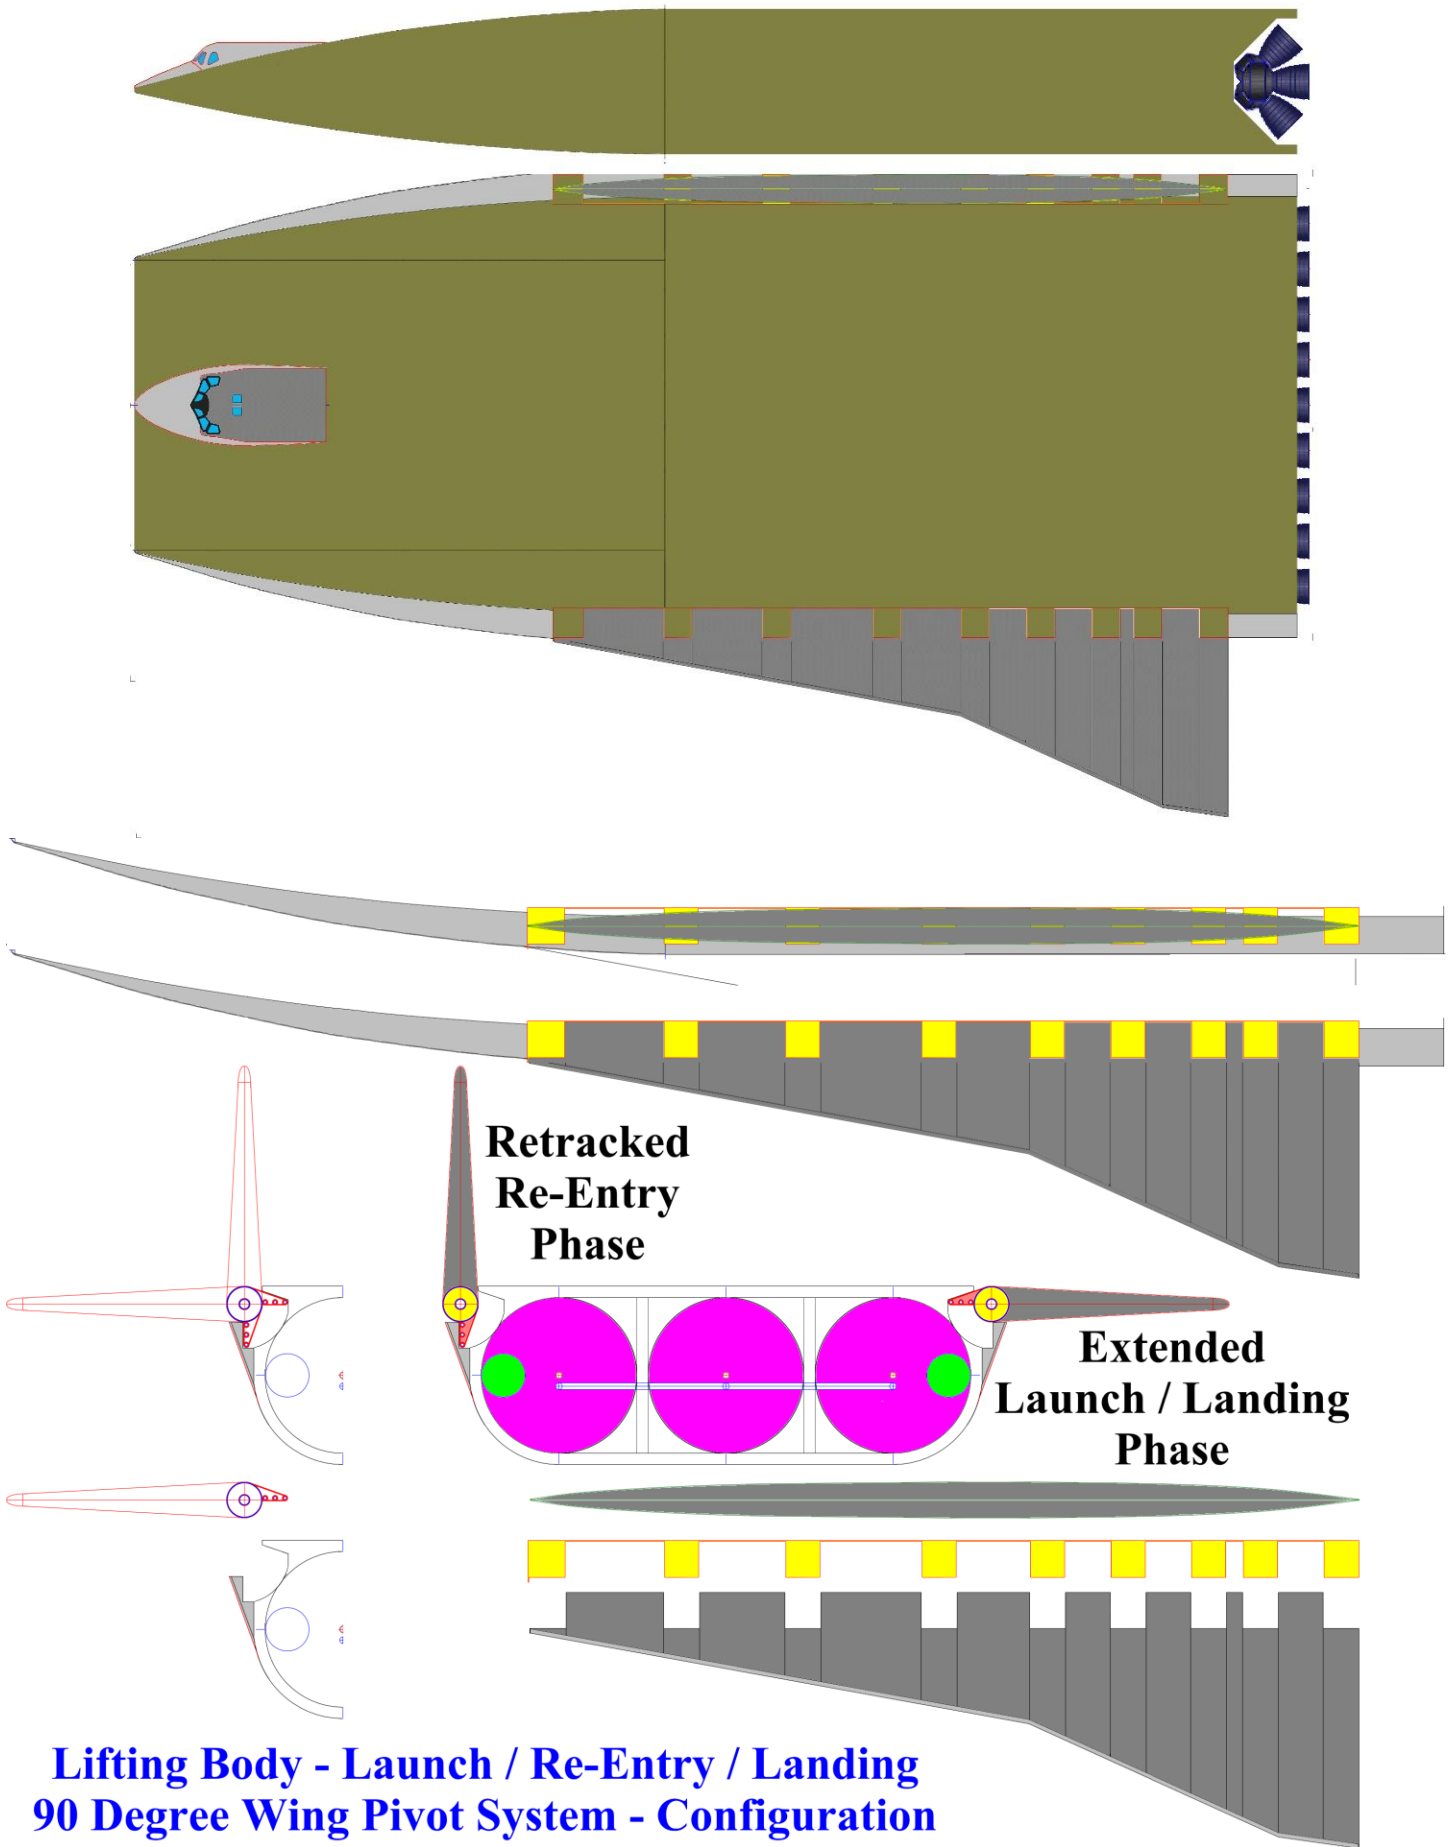 Retracked
Re-Entry
Phase
Extended
Launch / Landing
Phase
Lifting Body - Launch / Re-Entry / Landing
90 Degree Wing Pivot System - Configuration